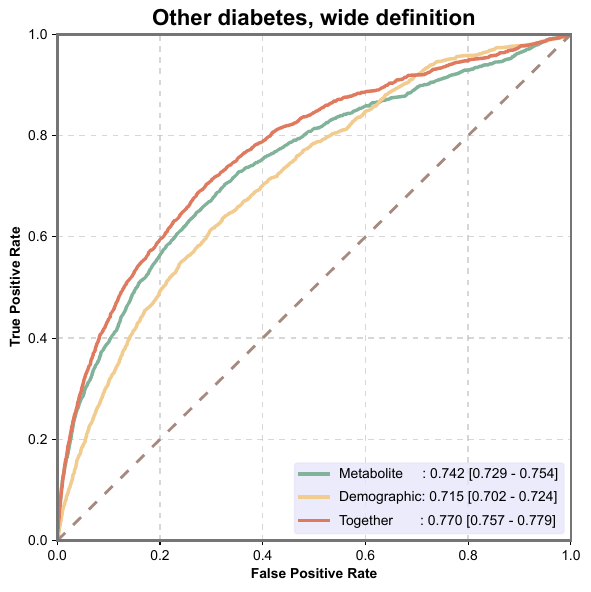 Other diabetes, wide definition
True Positive Rate
1.0
0.8
0.6
0.4
0.2
0.0
Metabolite : 0.742 [0.729 - 0.754]
Demographic: 0.715 [0.702 - 0.724]
Together : 0.770 [0.757 - 0.779]
0.0 0.2 0.4 0.6 0.8 1.0
False Positive Rate